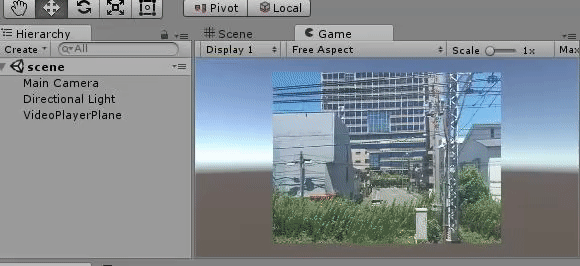 Pivot Local
Hierarchy
Create All
scene
Main Camera
Directional Light
VideoPlayerPlane
Scene Game
Display 1 Free Aspect Scale 1x Max